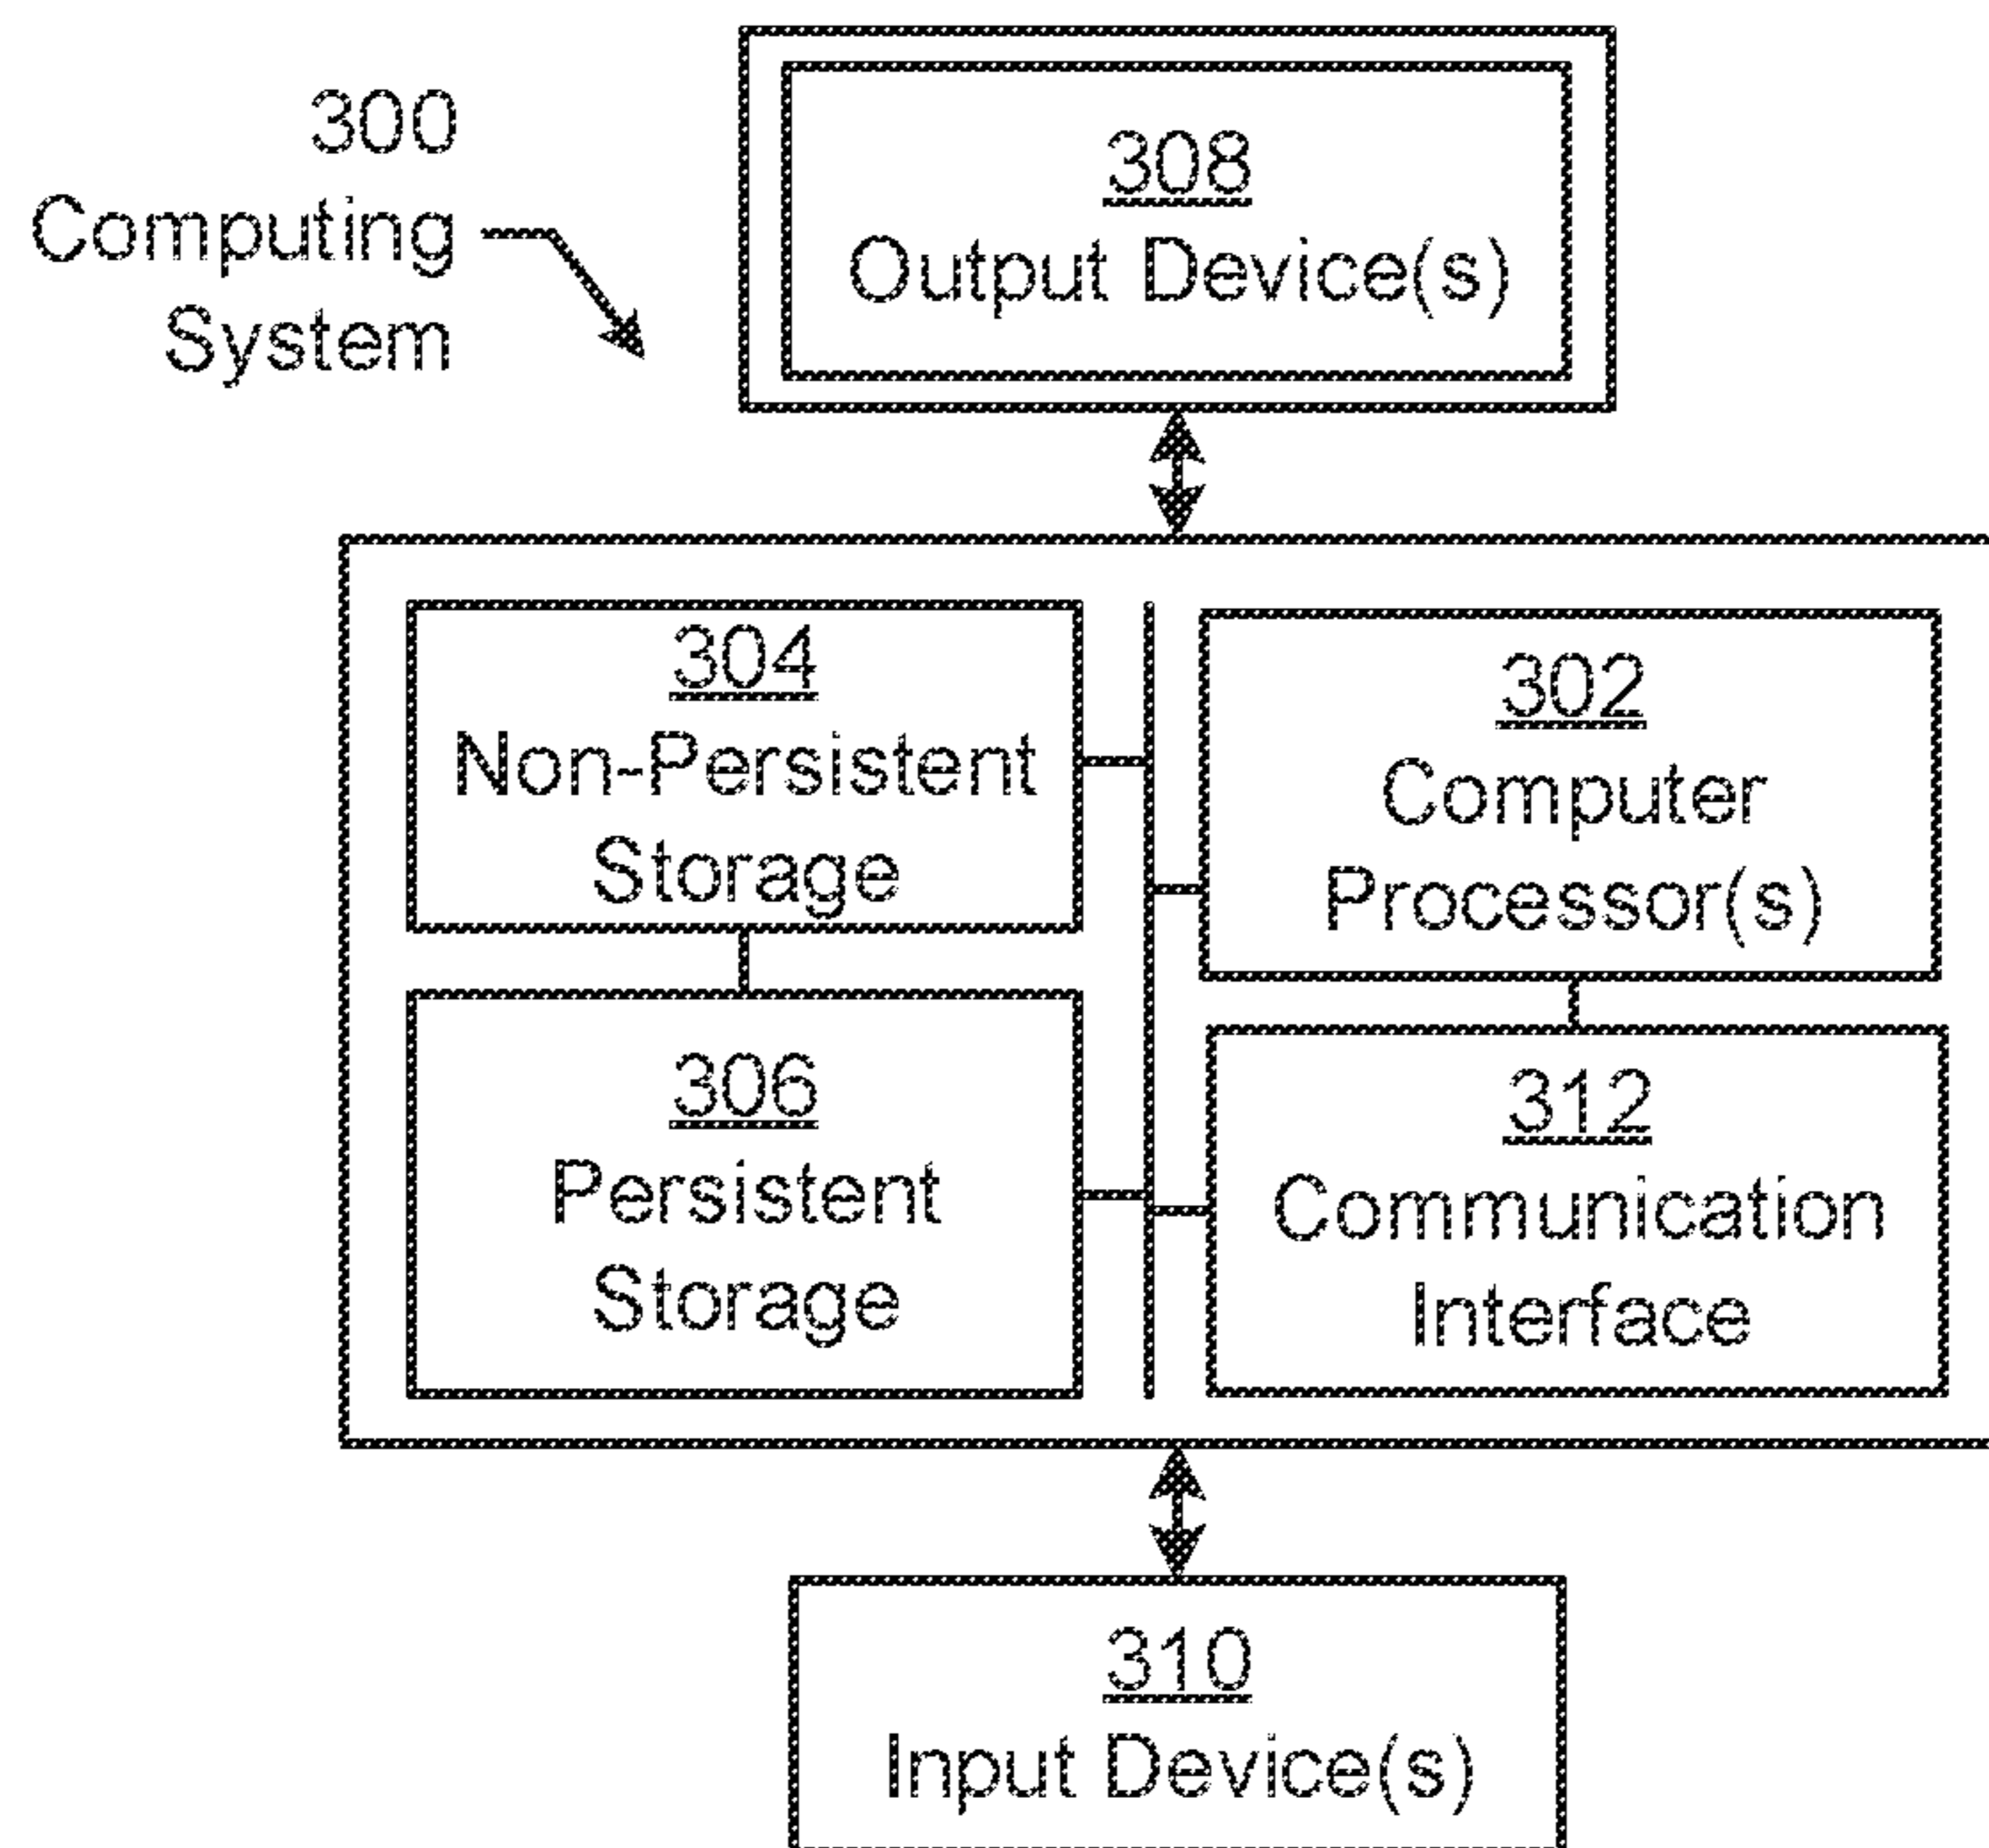 300
Computing
System
308
Output Device(s)
304
Non-Persistent
Storage
302
Computer
Processor(s)
306
Persistent
Storage
312
Communication
Interface
310
Input Device(s)